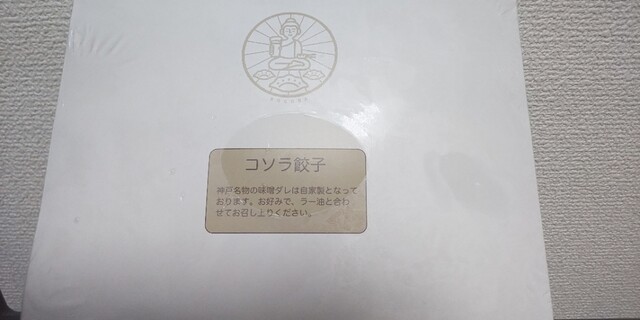 コソラ餃子
神戸名物の味噌ダレは自家製となって
おります。お好みで、ラー油と合わ
せてお召し上りください。